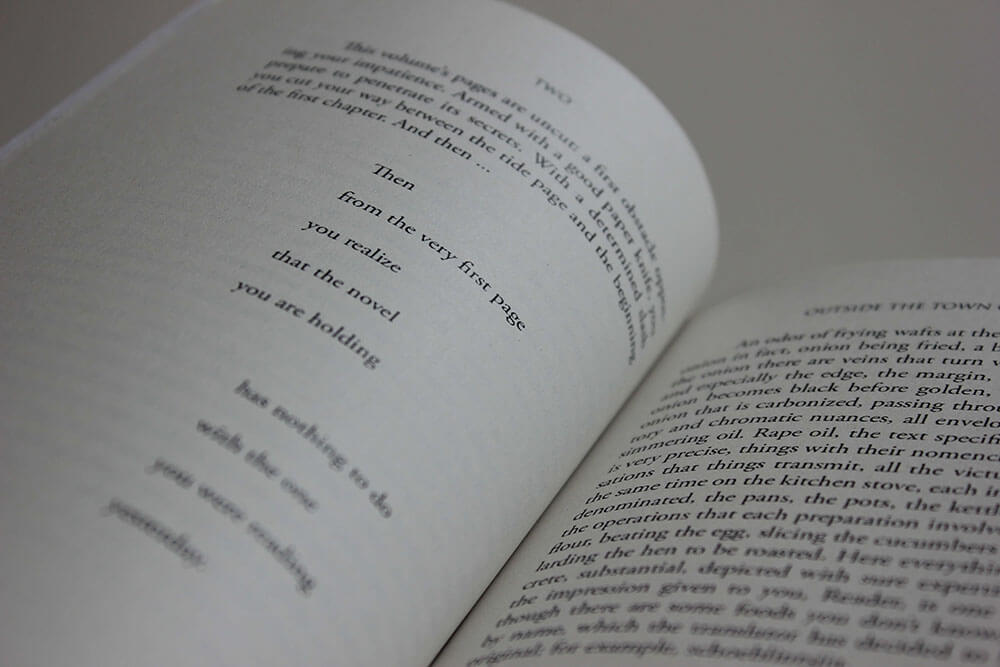 TWO
This volume's pages are uncut: a first obstacle oppos-
ing your impatience. Armed with a good paper knife, you
prepare to penetrate its secrets. With a determined slash
you cut your way between the title page and the beginning
of the first chapter. And then ...
Then
from the very first page
you realize
that the novel
you are holding
has nothing to do
with the one
you were reading
yesterday.
OUTSIDE THE TOWN
An odor of frying wafts at the
onion in fact, onion being fried, a
the onion there are veins that turn
and especially the edge, the margin,
onion becomes black before golden,
onion that is carbonized, passing
tory and chromatic nuances, all
simmering oil. Rape oil, the text
is very precise, things with their
sations that things transmit, all the
the same time on the kitchen stove, each
denominated, the pans, the pots, the
the operations that each preparation
flour, beating the egg, slicing the cucumbers
larding the hen to be roasted. Here
crete, substantial, depicted with sure
the impression given to you, Reader, is one
though there are some foods you don't know
by name, which the translator has decided to
original; for example,